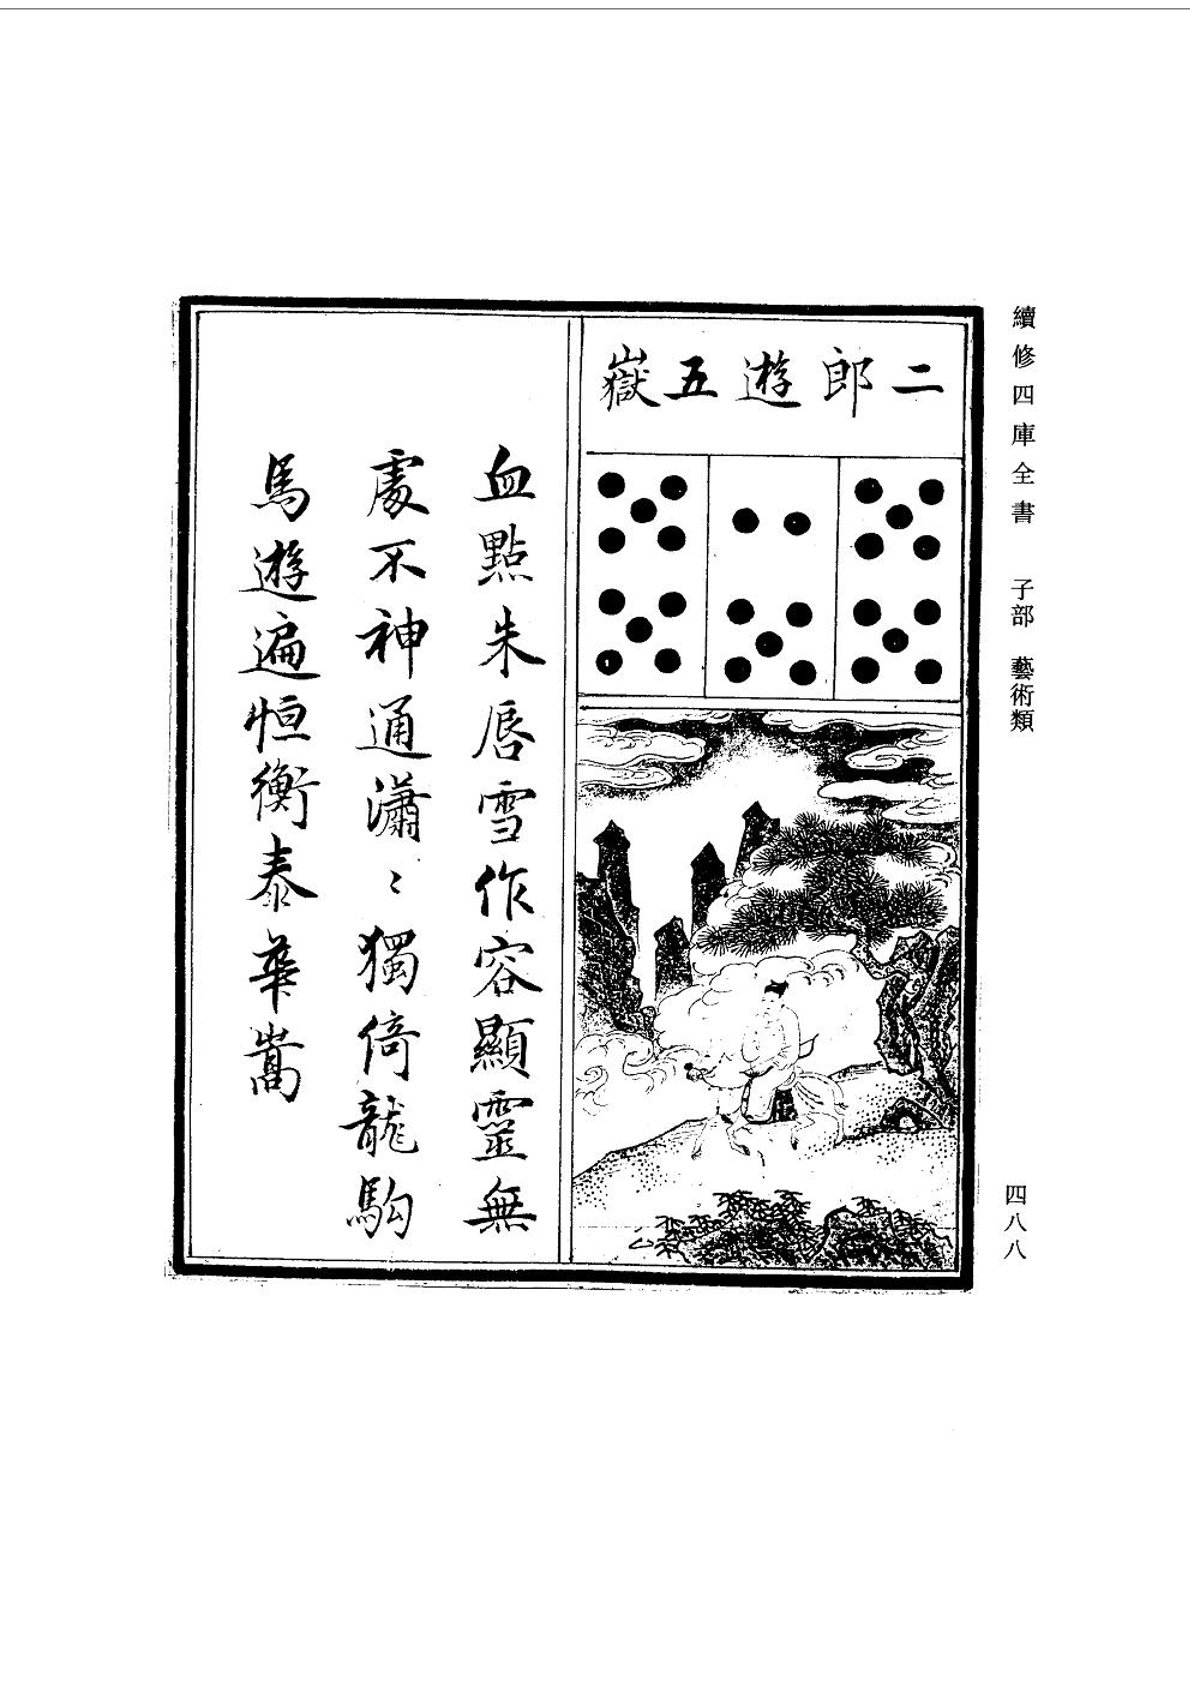 續修四庫全書 子部 藝術類
四八八
二郎遊五嶽
血點朱唇雪作容顯靈無
處不神通瀟〻獨倚龍駒
馬遊遍恒衡泰華嵩